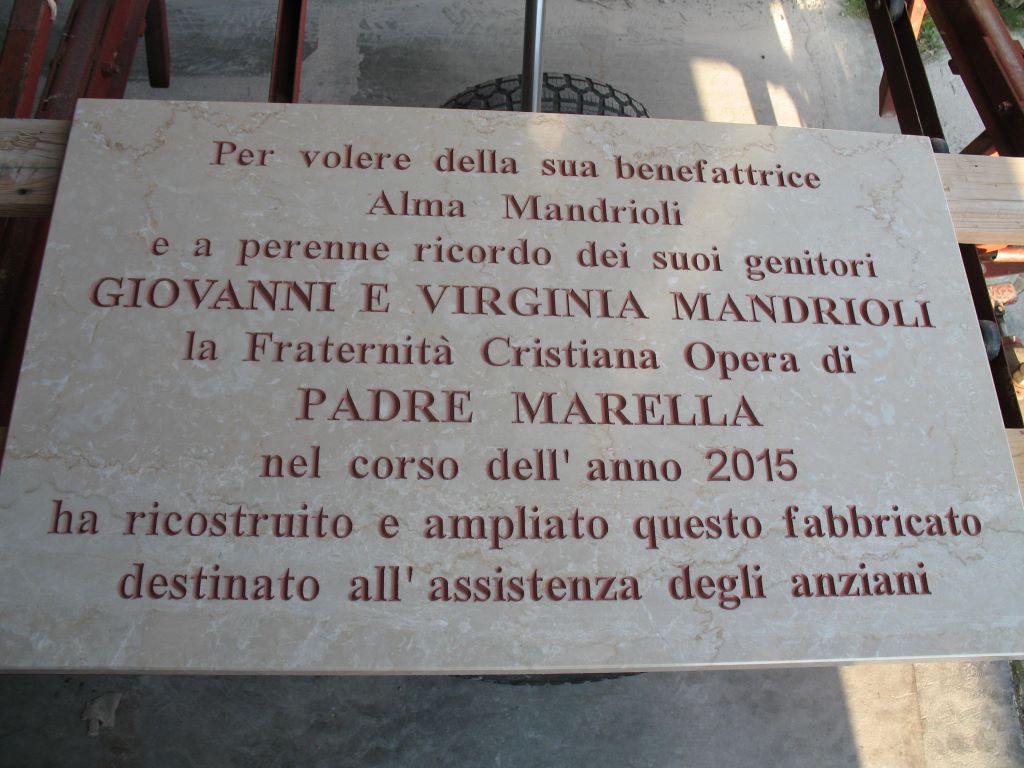 Per volere della sua benefattrice
Alma Mandrioli
e a perenne ricordo dei suoi genitori
GIOVANNI E VIRGINIA MANDRIOLI
la Fraternità Cristiana Opera di
PADRE MARELLA
nel corso dell' anno 2015
ha ricostruito e ampliato questo fabbricato
destinato all' assistenza degli anziani